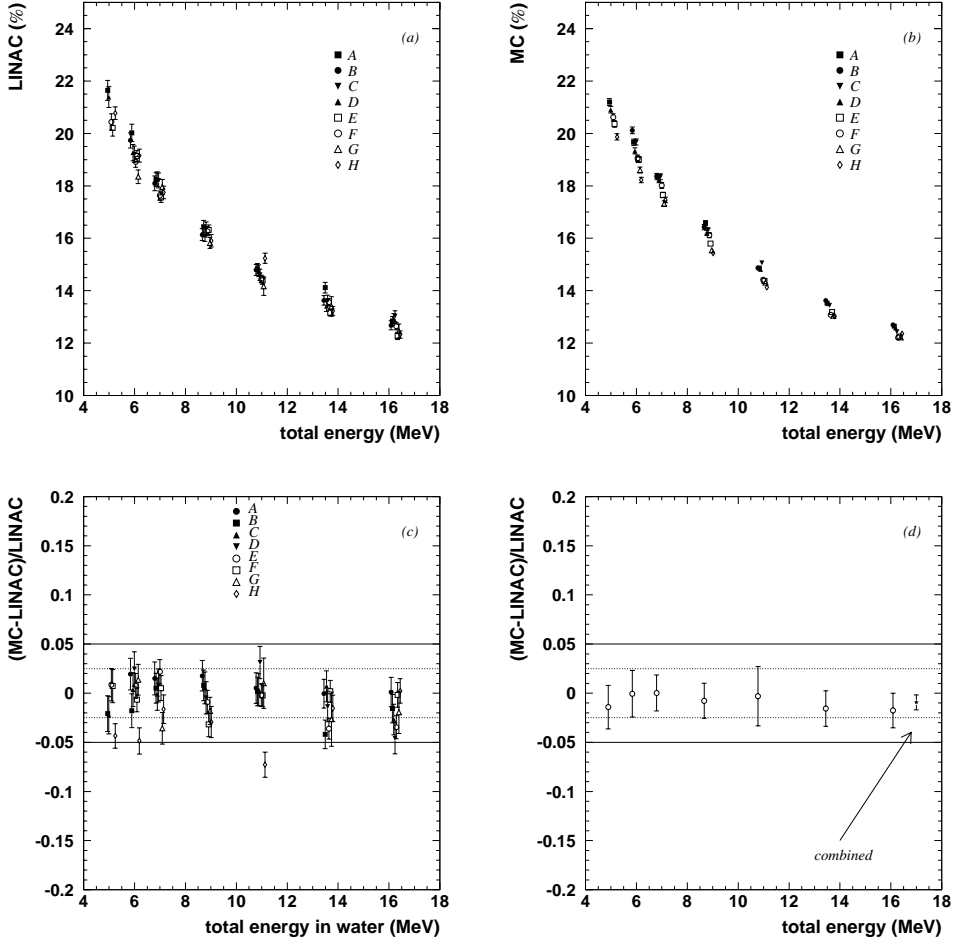 LINAC (%)
24
22
20
18
16
14
12
10
4 6 8 10 12 14 16 18
total energy (MeV)
(a)
A
B
C
D
E
F
G
H
MC (%)
24
22
20
18
16
14
12
10
4 6 8 10 12 14 16 18
total energy (MeV)
(b)
A
B
C
D
E
F
G
H
(MC-LINAC)/LINAC
0.2
0.15
0.1
0.05
0
-0.05
-0.1
-0.15
-0.2
4 6 8 10 12 14 16 18
total energy in water (MeV)
(c)
A
B
C
D
E
F
G
H
(MC-LINAC)/LINAC
0.2
0.15
0.1
0.05
0
-0.05
-0.1
-0.15
-0.2
4 6 8 10 12 14 16 18
total energy (MeV)
(d)
combined